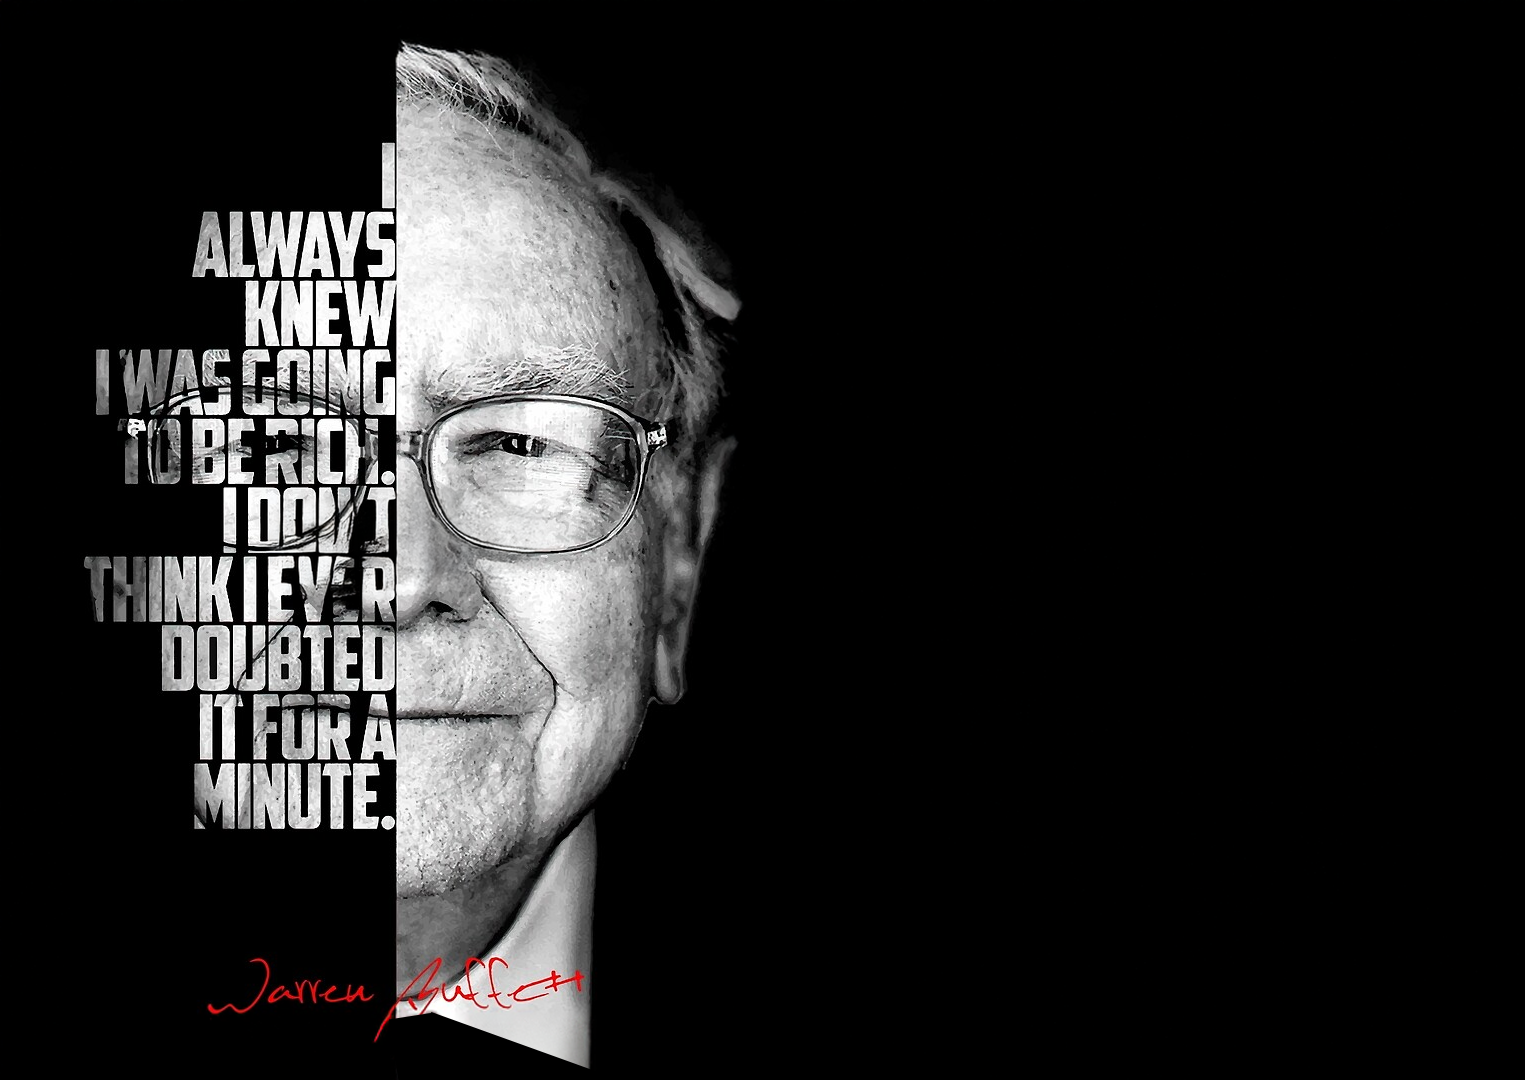 I
ALWAYS
KNEW
I WAS GOING
TO BE RICH.
I DON'T
THINK I EVER
DOUBTED
IT FOR A
MINUTE.
Warren Buffett